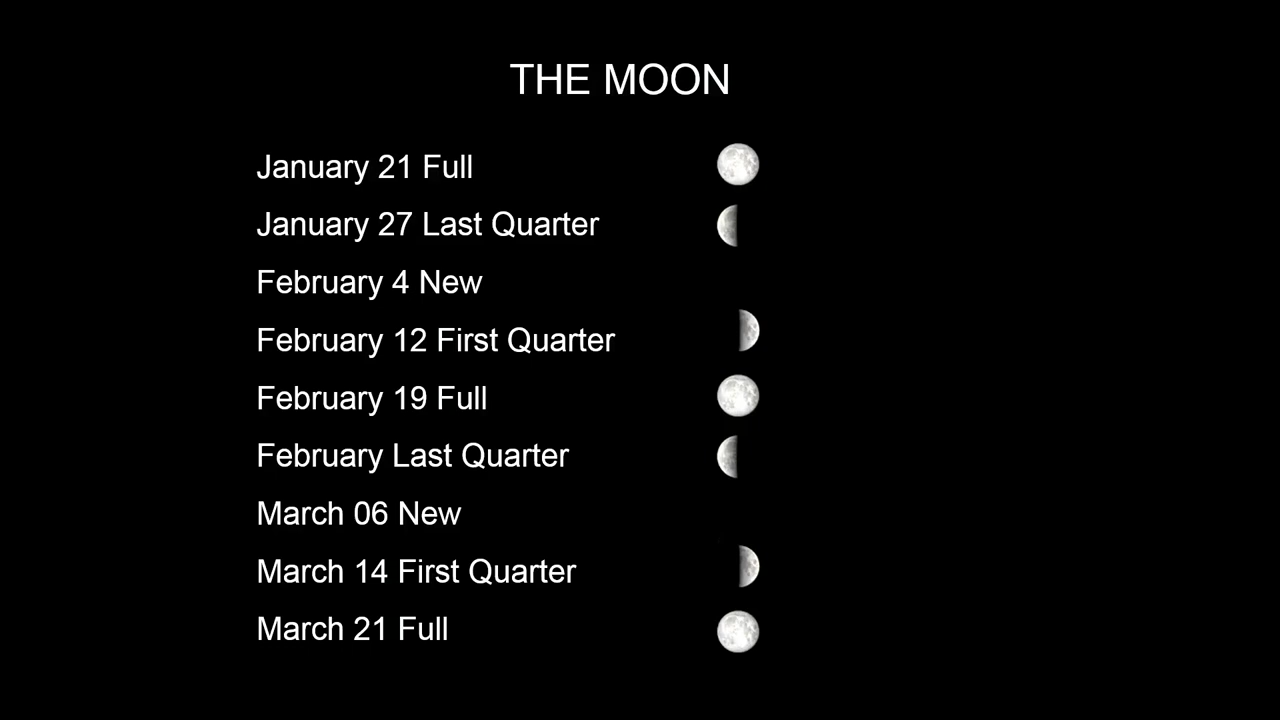 THE MOON
January 21 Full
January 27 Last Quarter
February 4 New
February 12 First Quarter
February 19 Full
February Last Quarter
March 06 New
March 14 First Quarter
March 21 Full